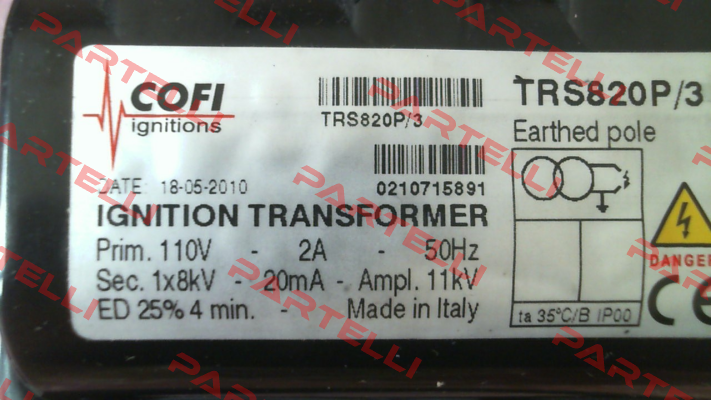 COFI
ignitions
TRS820P/3
TRS820P/3
Earthed pole
DATE: 18-05-2010
0210715891
IGNITION TRANSFORMER
Prim. 110V - 2A - 50Hz
Sec. 1x8kV - 20mA - Ampl. 11kV
ED 25% 4 min. - Made in Italy
ta 35°C/B IP00
DANGER
CE
PARTELLI
PARTELLI
PARTELLI
PARTELLI
PARTELLI
PARTELLI